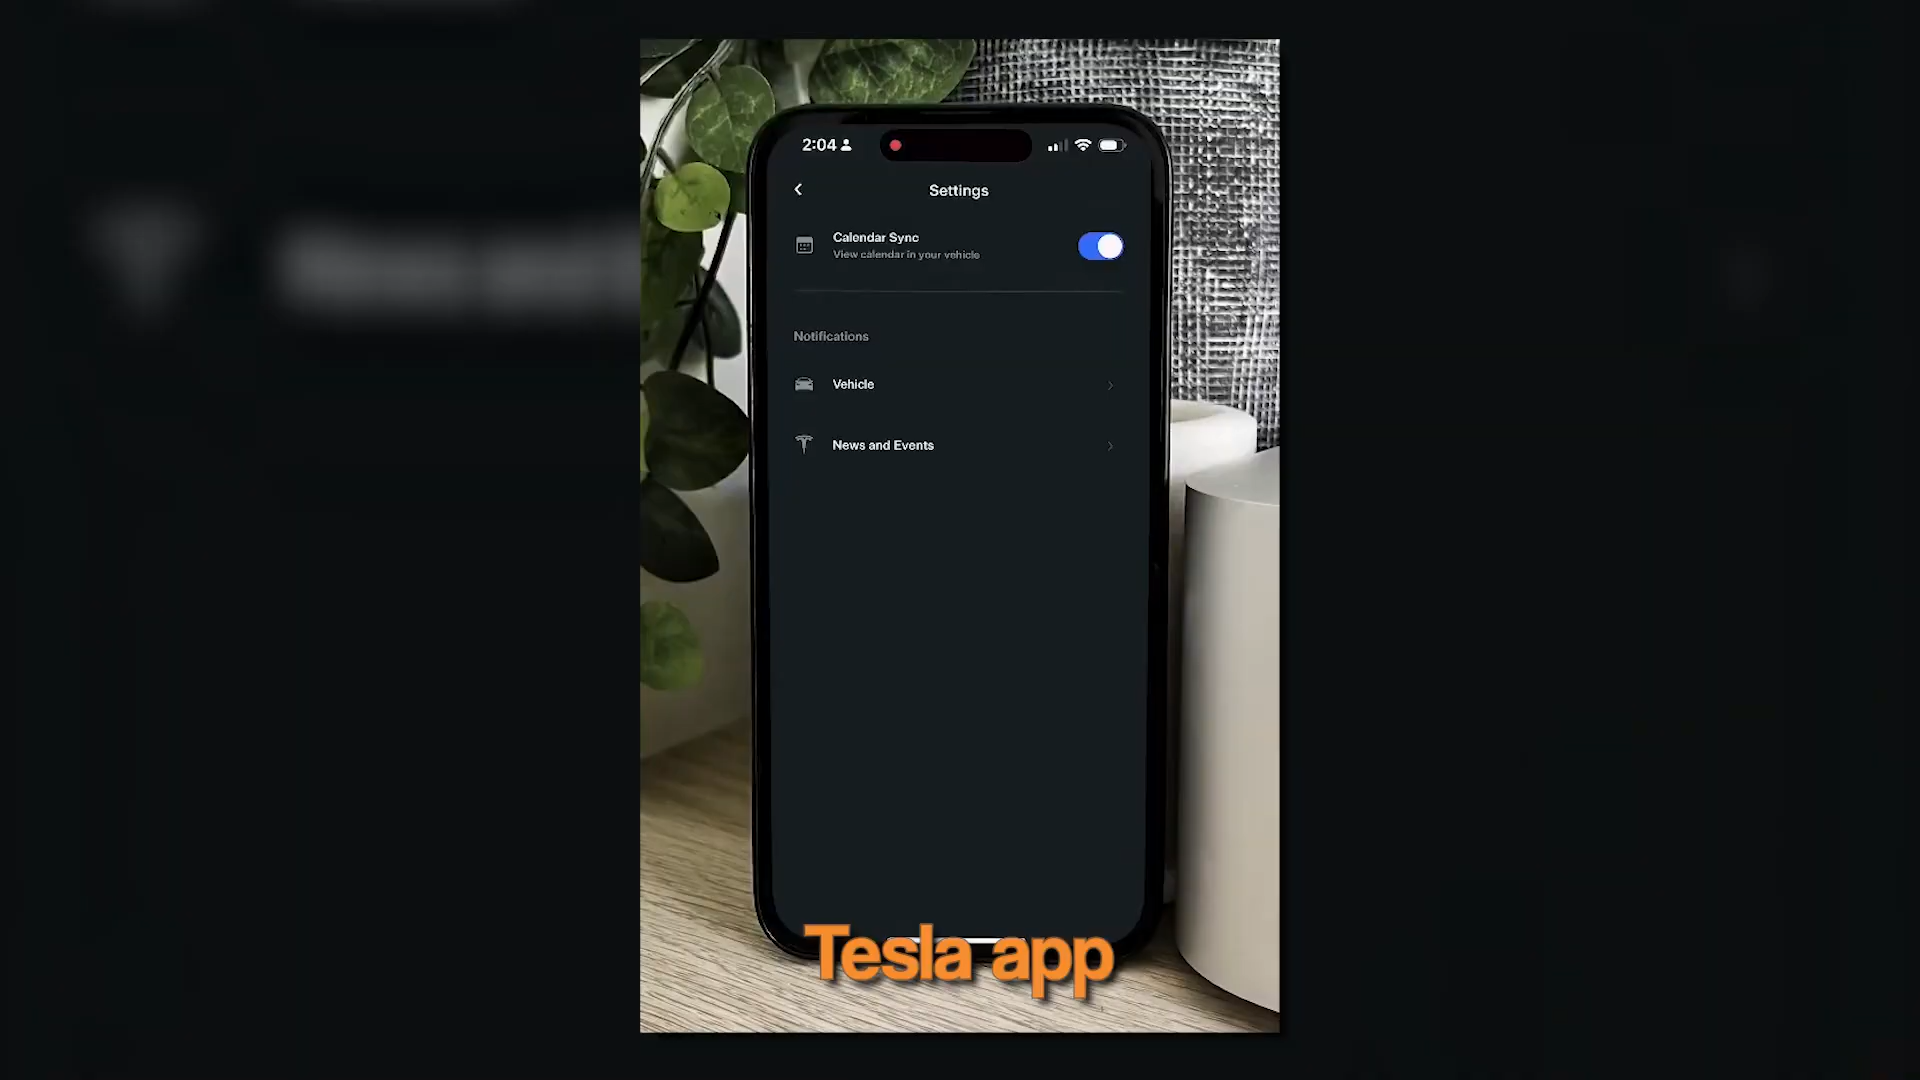 2:04
Settings
Calendar Sync
View calendar in your vehicle
Notifications
Vehicle
News and Events
Tesla app